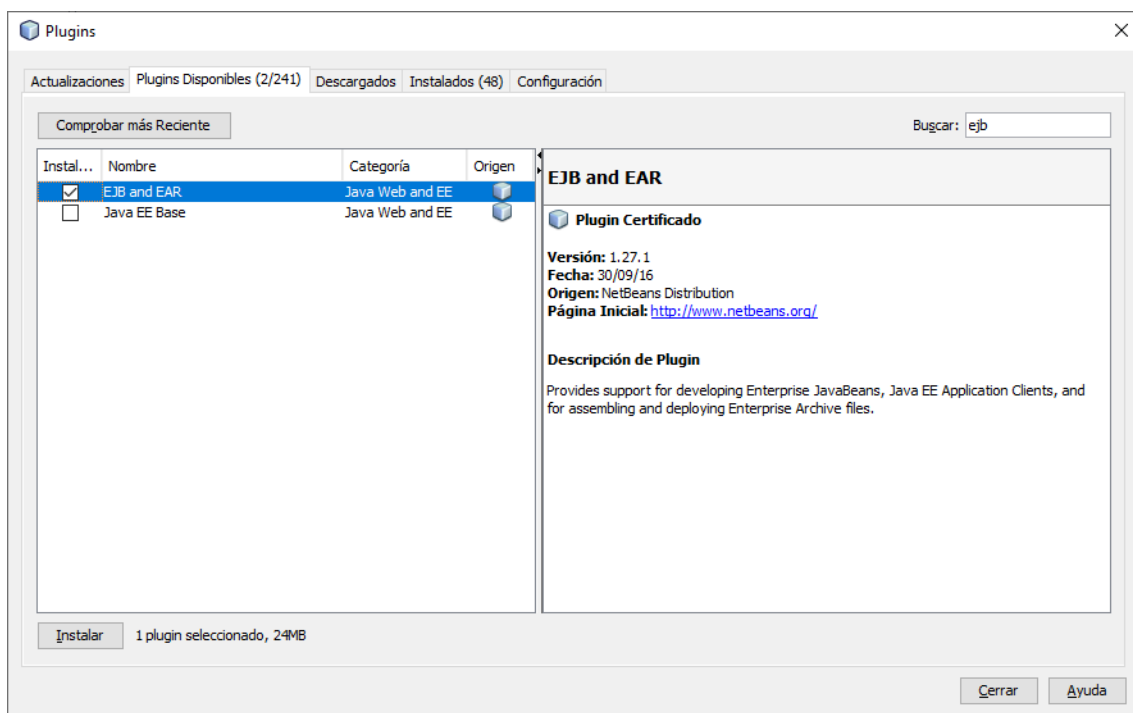 Plugins
Actualizaciones Plugins Disponibles (2/241) Descargados Instalados (48) Configuración
Comprobar más Reciente Buscar: ejb
Instal... Nombre Categoría Origen
EJB and EAR Java Web and EE
Java EE Base Java Web and EE
EJB and EAR
Plugin Certificado
Versión: 1.27.1
Fecha: 30/09/16
Origen: NetBeans Distribution
Página Inicial: http://www.netbeans.org/
Descripción de Plugin
Provides support for developing Enterprise JavaBeans, Java EE Application Clients, and
for assembling and deploying Enterprise Archive files.
Instalar 1 plugin seleccionado, 24MB
Cerrar Ayuda